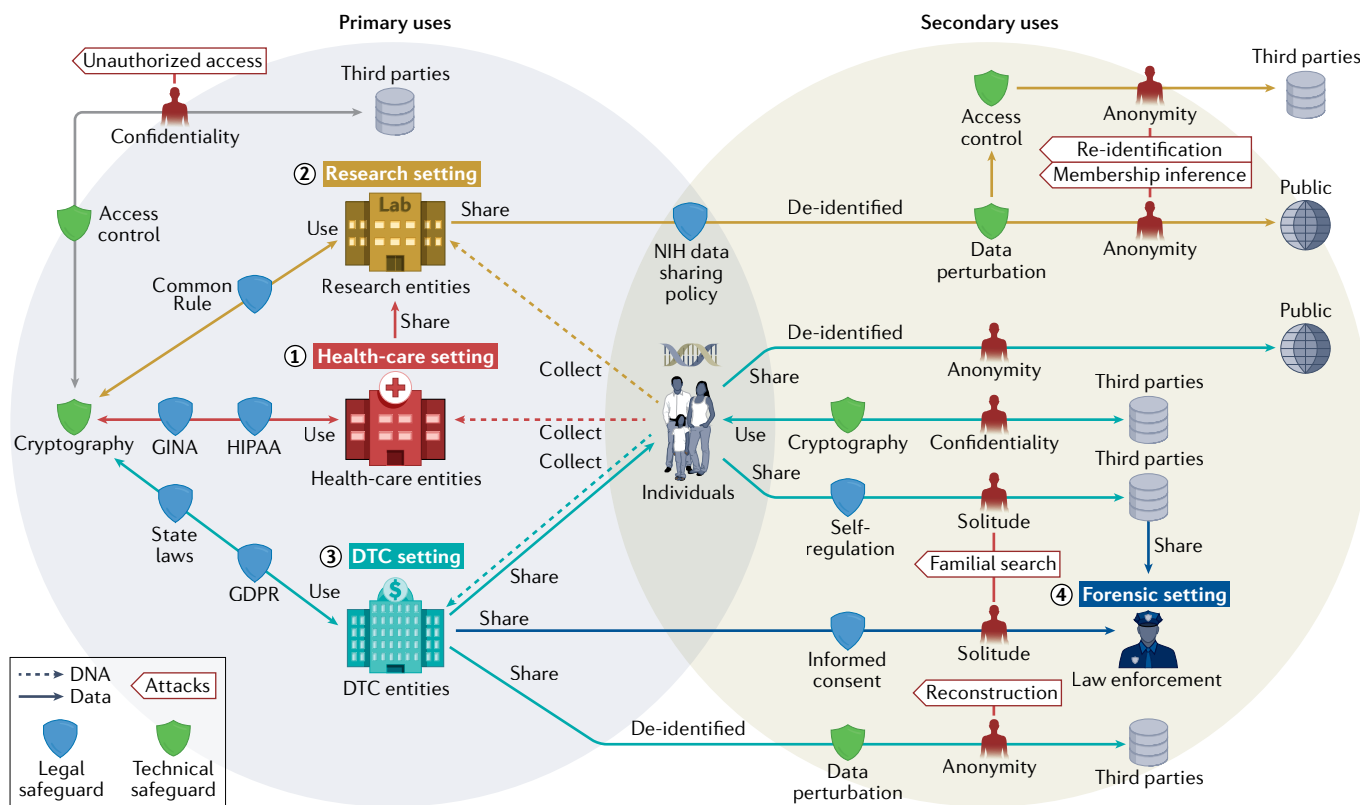 Primary uses
Secondary uses
Unauthorized access
Third parties
Confidentiality
Third parties
Access
control
Anonymity
Re-identification
Membership inference
② Research setting
Lab
Access
control
Use
Share
De-identified
Public
Research entities
NIH data
sharing
policy
Data
perturbation
Anonymity
Common
Rule
Share
Public
① Health-care setting
De-identified
Collect
Share
Anonymity
Third parties
Cryptography
GINA
HIPAA
Use
Collect
Use
Cryptography
Confidentiality
Health-care entities
Collect
Third parties
Share
Individuals
State
laws
Self-
regulation
Solitude
Share
③ DTC setting
GDPR
Use
$
Share
Familial search
④ Forensic setting
Share
Informed
consent
Solitude
Law enforcement
DTC entities
Share
Reconstruction
De-identified
DNA
Data
Attacks
Legal
safeguard
Technical
safeguard
Data
perturbation
Anonymity
Third parties